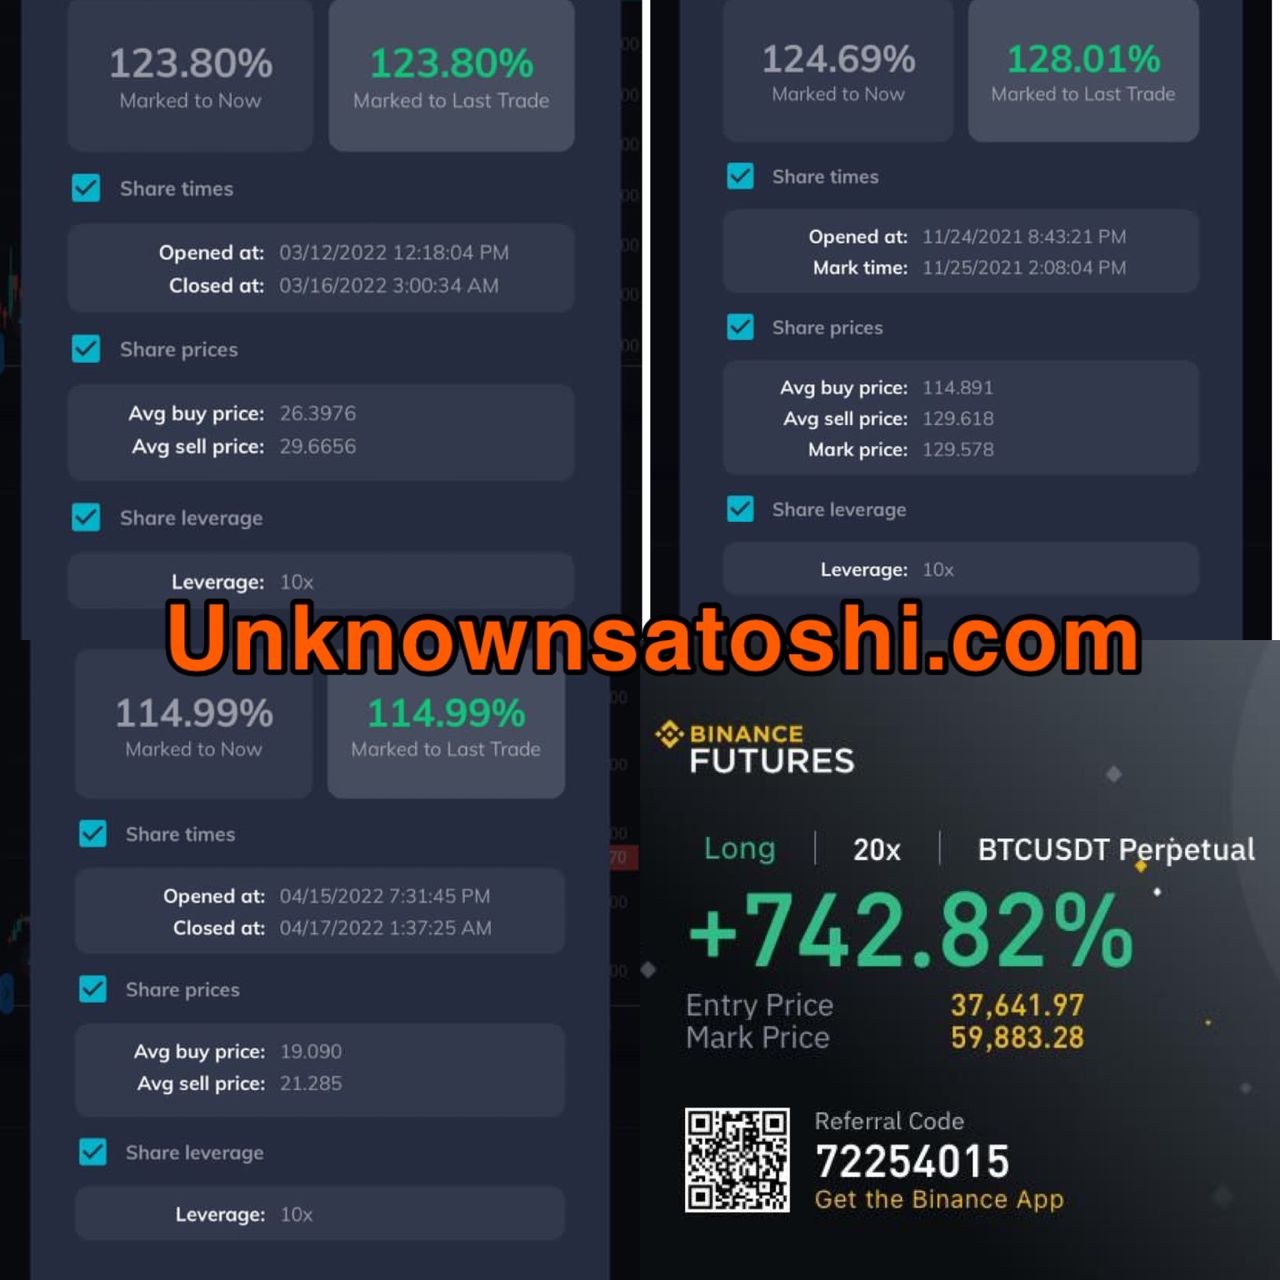 123.80%
Marked to Now
123.80%
Marked to Last Trade
Share times
Opened at: 03/12/2022 12:18:04 PM
Closed at: 03/16/2022 3:00:34 AM
Share prices
Avg buy price: 26.3976
Avg sell price: 29.6656
Share leverage
Leverage: 10x
124.69%
Marked to Now
128.01%
Marked to Last Trade
Share times
Opened at: 11/24/2021 8:43:21 PM
Mark time: 11/25/2021 2:08:04 PM
Share prices
Avg buy price: 114.891
Avg sell price: 129.618
Mark price: 129.578
Share leverage
Leverage: 10x
Unknownsatoshi.com
114.99%
Marked to Now
114.99%
Marked to Last Trade
Share times
Opened at: 04/15/2022 7:31:45 PM
Closed at: 04/17/2022 1:37:25 AM
Share prices
Avg buy price: 19.090
Avg sell price: 21.285
Share leverage
Leverage: 10x
BINANCE
FUTURES
Long | 20x | BTCUSDT Perpetual
+742.82%
Entry Price 37,641.97
Mark Price 59,883.28
Referral Code
72254015
Get the Binance App